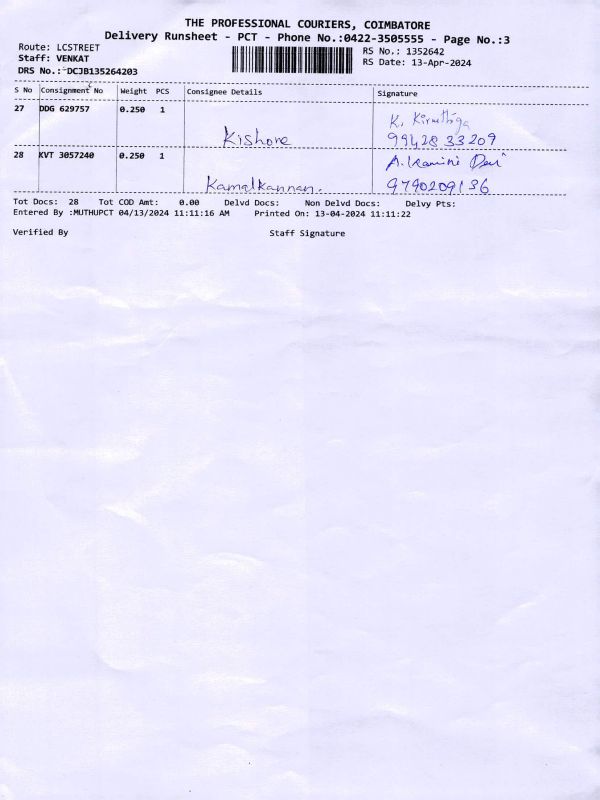 THE PROFESSIONAL COURIERS, COIMBATORE
Delivery Runsheet - PCT - Phone No.:0422-3505555 - Page No.:3
Route: LCSTREET
Staff: VENKAT
DRS No.: DCJB135264203
RS No.: 1352642
RS Date: 13-Apr-2024
S No Consignment No Weight PCS Consignee Details Signature
27 DDG 629757 0.250 1
Kishore
K. Kiruthiga
9942833209
28 KVT 3057240 0.250 1
Kamalkannan.
A. Kamini Devi
9790209136
Tot Docs: 28 Tot COD Amt: 0.00 Delvd Docs: Non Delvd Docs: Delvy Pts:
Entered By :MUTHUPCT 04/13/2024 11:11:16 AM Printed On: 13-04-2024 11:11:22
Verified By Staff Signature